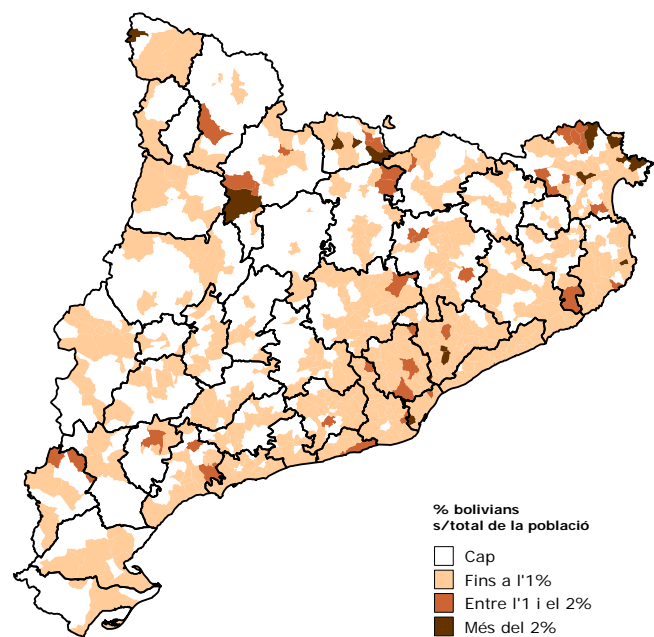 % bolivians
s/total de la població
Cap
Fins a l'1%
Entre l'1 i el 2%
Més del 2%